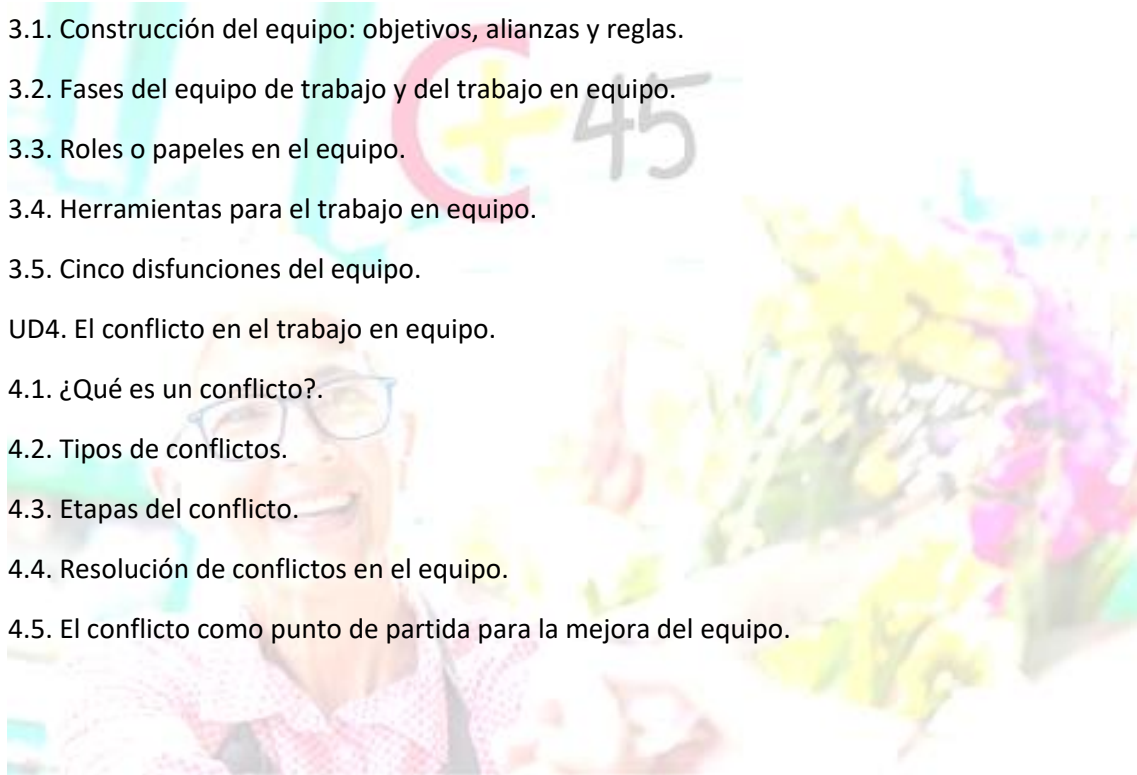 3.1. Construcción del equipo: objetivos, alianzas y reglas.
3.2. Fases del equipo de trabajo y del trabajo en equipo.
+45
3.3. Roles o papeles en el equipo.
3.4. Herramientas para el trabajo en equipo.
3.5. Cinco disfunciones del equipo.
UD4. El conflicto en el trabajo en equipo.
4.1. ¿Qué es un conflicto?.
4.2. Tipos de conflictos.
4.3. Etapas del conflicto.
4.4. Resolución de conflictos en el equipo.
4.5. El conflicto como punto de partida para la mejora del equipo.